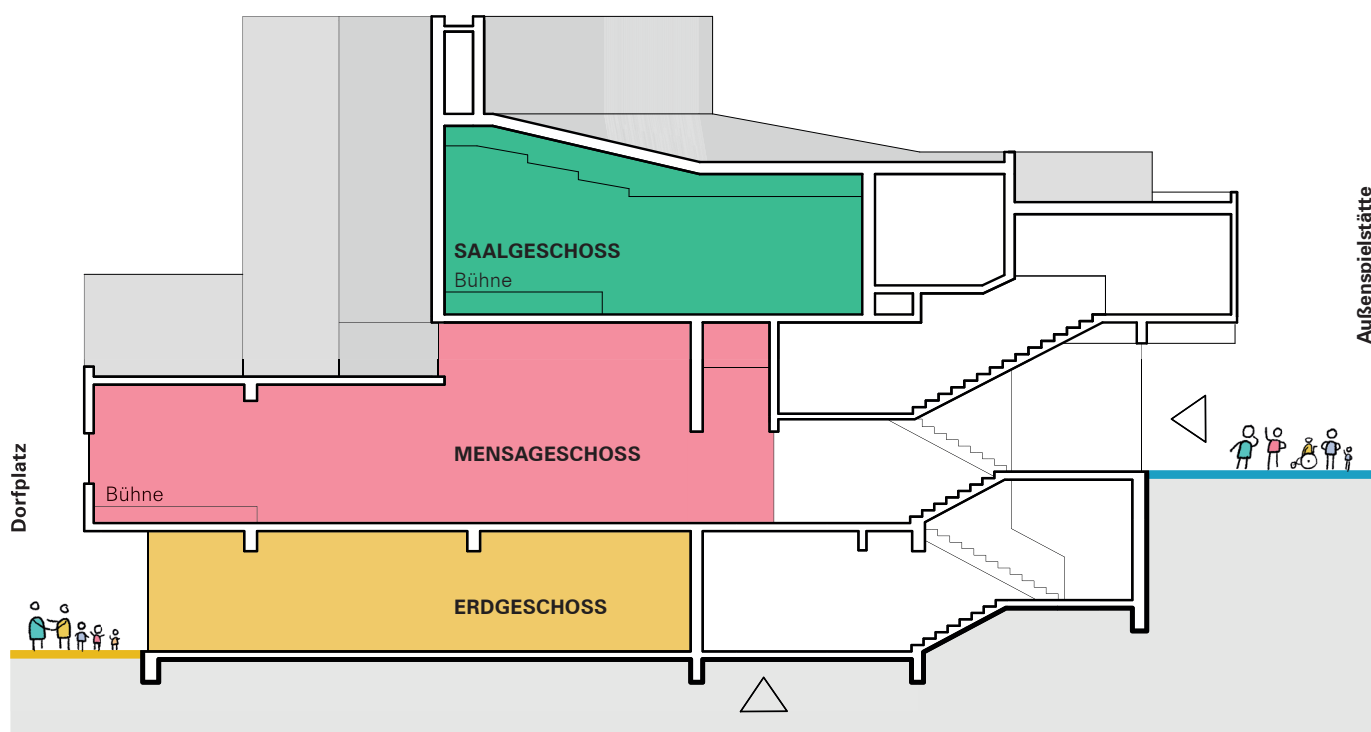 SAALGESCHOSS
Bühne
MENSAGESCHOSS
Bühne
ERDGESCHOSS
Dorfplatz
Außenspielstätte